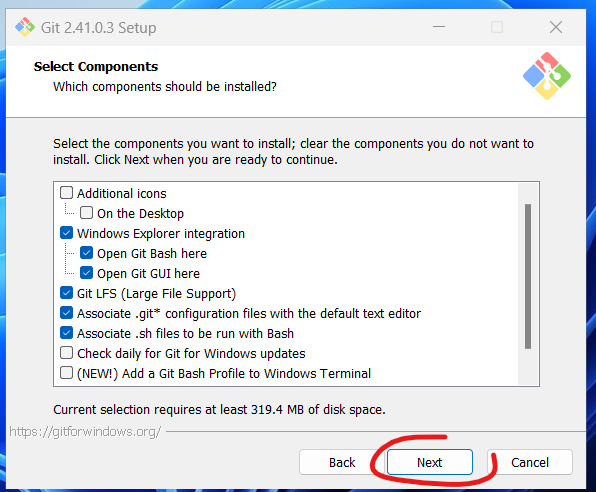 Git 2.41.0.3 Setup
Select Components
Which components should be installed?
Select the components you want to install; clear the components you do not want to
install. Click Next when you are ready to continue.
Additional icons
On the Desktop
Windows Explorer integration
Open Git Bash here
Open Git GUI here
Git LFS (Large File Support)
Associate .git* configuration files with the default text editor
Associate .sh files to be run with Bash
Check daily for Git for Windows updates
(NEW!) Add a Git Bash Profile to Windows Terminal
Current selection requires at least 319.4 MB of disk space.
https://gitforwindows.org/
Back Next Cancel